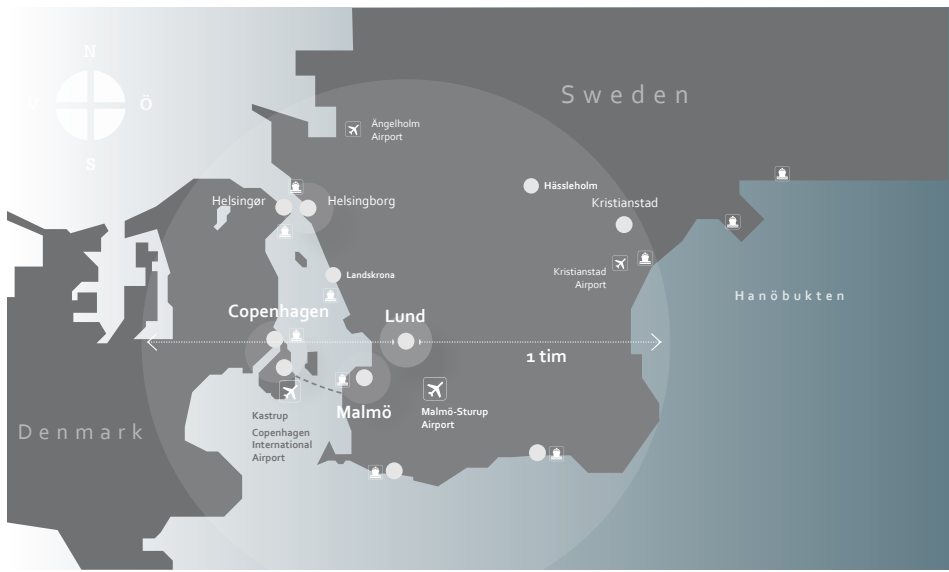 N
Ö
S
Sweden
Ängelholm
Airport
Hässleholm
Helsingør
Helsingborg
Kristianstad
Kristianstad
Airport
Landskrona
Hanöbukten
Copenhagen
Lund
1 tim
Malmö
Malmö-Sturup
Airport
Kastrup
Copenhagen
International
Airport
Denmark